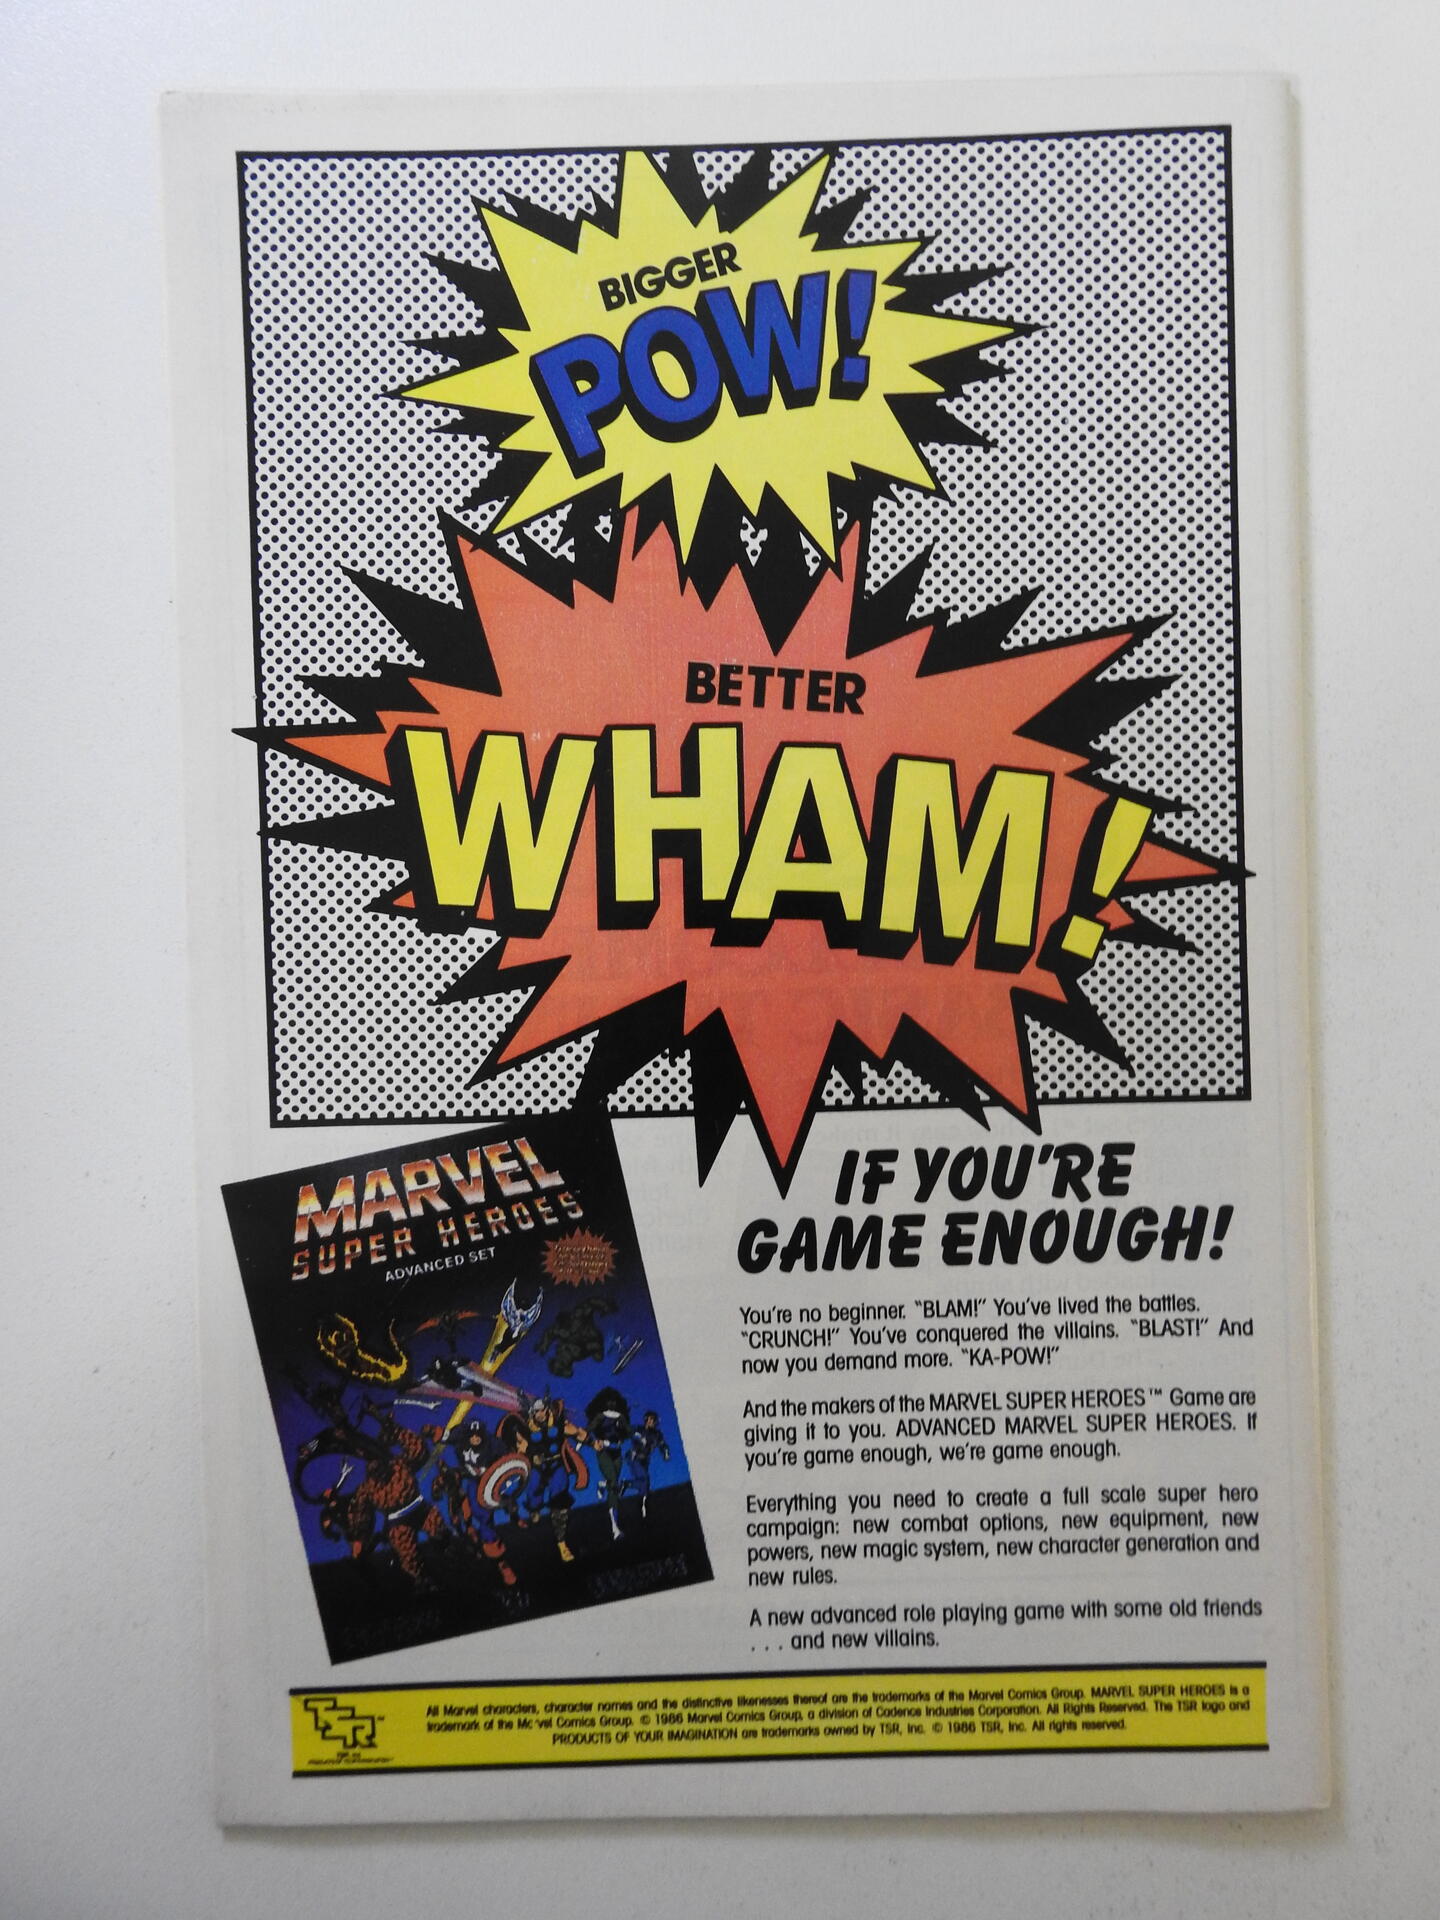 BIGGER
POW!
BETTER
WHAM!
MARVEL
SUPER HEROES
ADVANCED SET
IF YOU'RE
GAME ENOUGH!
You're no beginner. "BLAM!" You've lived the battles.
"CRUNCH!" You've conquered the villains. "BLAST!" And
now you demand more. "KA-POW!"
And the makers of the MARVEL SUPER HEROES™ Game are
giving it to you. ADVANCED MARVEL SUPER HEROES. If
you're game enough, we're game enough.
Everything you need to create a full scale super hero
campaign: new combat options, new equipment, new
powers, new magic system, new character generation and
new rules.
A new advanced role playing game with some old friends
. . . and new villains.
TSR™
All Marvel characters, character names and the distinctive likenesses thereof are the trademarks of the Marvel Comics Group. MARVEL SUPER HEROES is a
trademark of the Marvel Comics Group. © 1986 Marvel Comics Group, a division of Cadence Industries Corporation. All Rights Reserved. The TSR logo and
PRODUCTS OF YOUR IMAGINATION are trademarks owned by TSR, Inc. © 1986 TSR, Inc. All rights reserved.